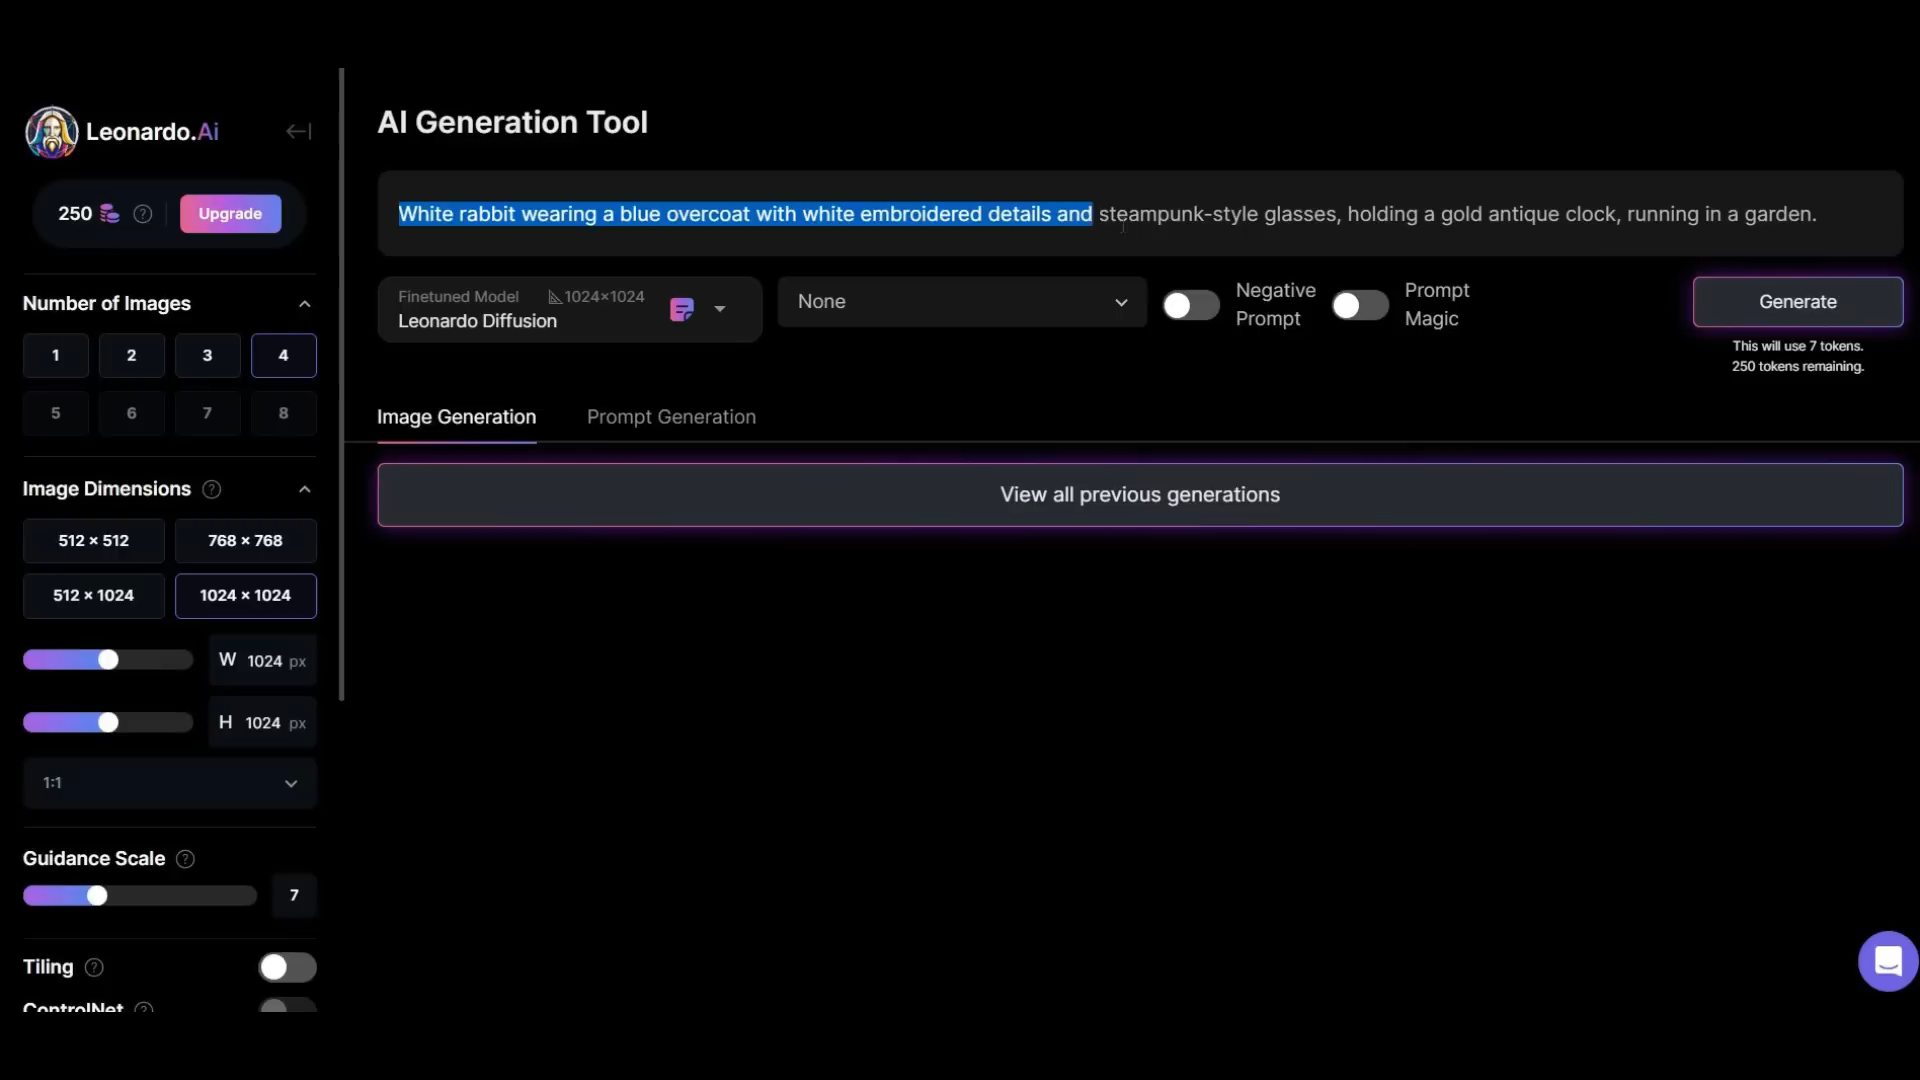 Leonardo.Ai
250
Upgrade
Number of Images
1 2 3 4
5 6 7 8
Image Dimensions
512 × 512 768 × 768
512 × 1024 1024 × 1024
W 1024 px
H 1024 px
1:1
Guidance Scale
7
Tiling
ControlNet
AI Generation Tool
White rabbit wearing a blue overcoat with white embroidered details and steampunk-style glasses, holding a gold antique clock, running in a garden.
Finetuned Model 1024×1024
Leonardo Diffusion
None
Negative
Prompt
Prompt
Magic
Generate
This will use 7 tokens.
250 tokens remaining.
Image Generation Prompt Generation
View all previous generations